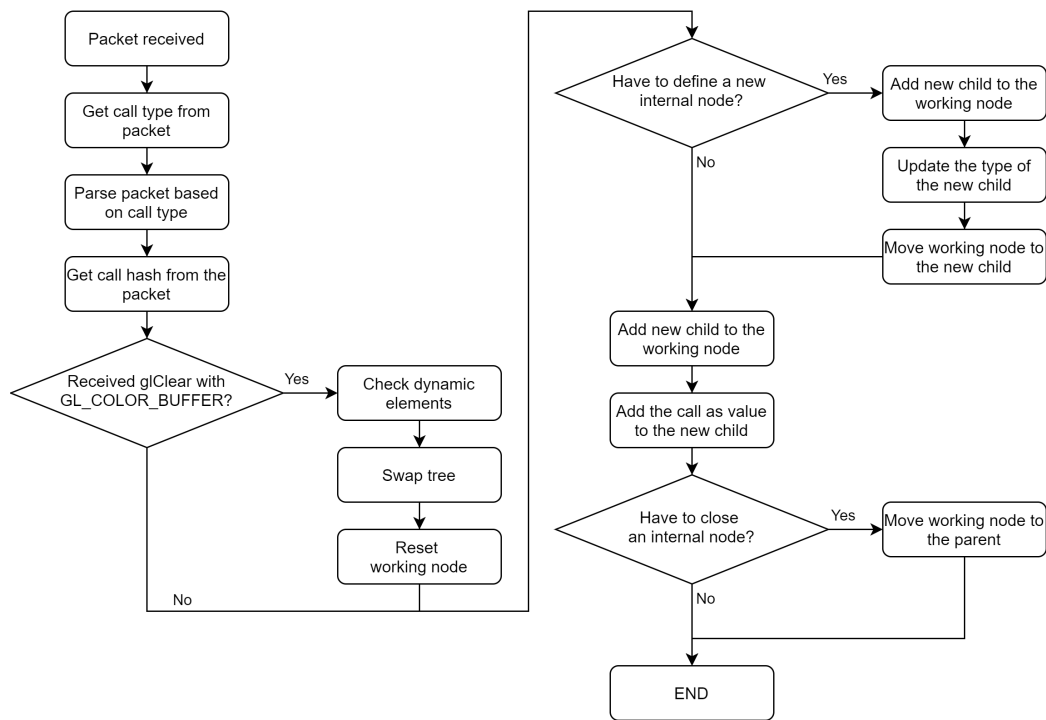 Packet received
Get call type from
packet
Parse packet based
on call type
Get call hash from the
packet
Received glClear with
GL_COLOR_BUFFER?
Yes
Check dynamic
elements
Swap tree
Reset
working node
No
Have to define a new
internal node?
Yes
Add new child to the
working node
Update the type of
the new child
Move working node to
the new child
No
Add new child to the
working node
Add the call as value
to the new child
Have to close
an internal node?
Yes
Move working node to
the parent
No
END